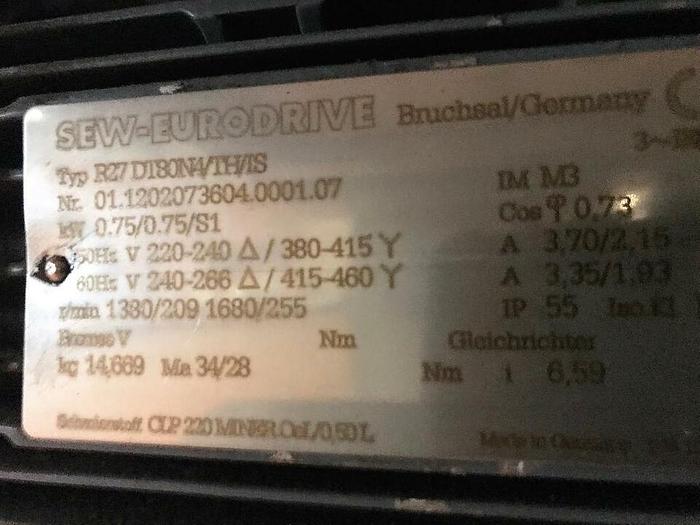 SEW-EURODRIVE Bruchsal/Germany
3~
Typ R27 DT80N4/TH/IS
Nr. 01.1202073604.0001.07 IM M3
kW 0.75/0.75/S1 Cos φ 0,73
50Hz V 220-240 Δ / 380-415 Y A 3,70/2,15
60Hz V 240-266 Δ / 415-460 Y A 3,35/1,93
r/min 1380/209 1680/255 IP 55 Iso.Kl
Bremse V Nm Gleichrichter
kg 14,669 Ma 34/28 Nm i 6,59
Schmierstoff CLP 220 MINER.Oel/0,50 L
Made in Germany